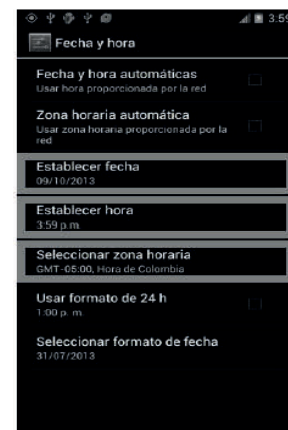 3:59
Fecha y hora
Fecha y hora automáticas
Usar hora proporcionada por la red
Zona horaria automática
Usar zona horaria proporcionada por la
red
Establecer fecha
09/10/2013
Establecer hora
3:59 p.m.
Seleccionar zona horaria
GMT-05:00, Hora de Colombia
Usar formato de 24 h
1:00 p. m.
Seleccionar formato de fecha
31/07/2013